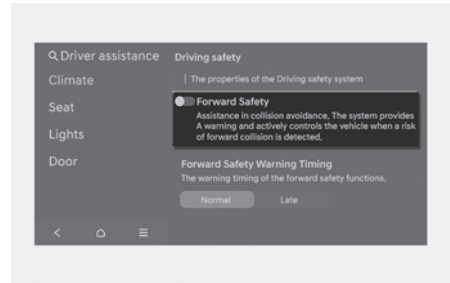 Driver assistance
Climate
Seat
Lights
Door
Driving safety
The properties of the Driving safety system
Forward Safety
Assistance in collision avoidance, The system provides
A warning and actively controls the vehicle when a risk
of forward collision is detected.
Forward Safety Warning Timing
The warning timing of the forward safety functions.
Normal Late